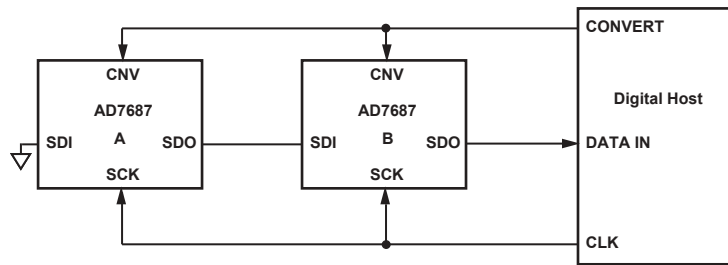 CONVERT
CNV
CNV
Digital Host
AD7687
AD7687
SDI
A
SDO
SDI
B
SDO
DATA IN
SCK
SCK
CLK